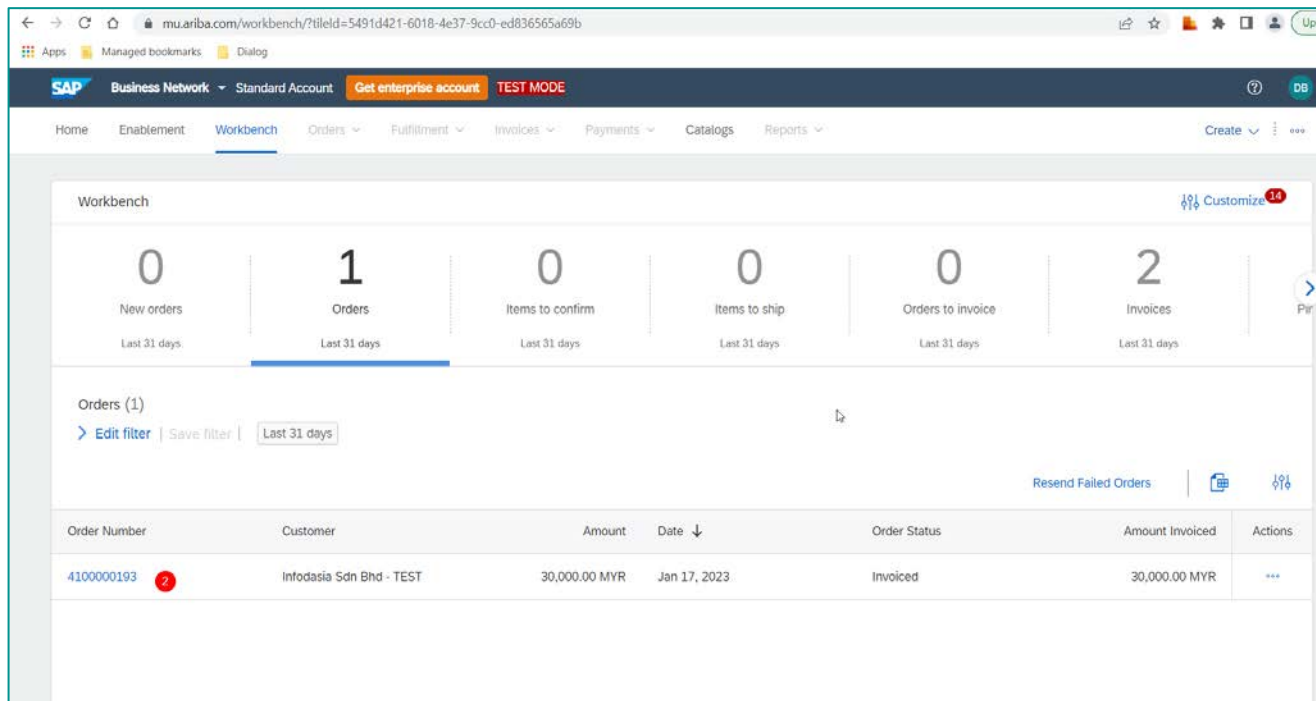 mu.ariba.com/workbench/?tileId=5491d421-6018-4e37-9cc0-ed836565a69b
Up
Apps Managed bookmarks Dialog
SAP Business Network Standard Account Get enterprise account TEST MODE DB
Home Enablement Workbench Orders Fulfillment Invoices Payments Catalogs Reports Create
Workbench Customize 14
0 1 0 0 0 2
New orders Orders Items to confirm Items to ship Orders to invoice Invoices Pin
Last 31 days Last 31 days Last 31 days Last 31 days Last 31 days Last 31 days
Orders (1)
Edit filter | Save filter | Last 31 days
Resend Failed Orders
Order Number Customer Amount Date ↓ Order Status Amount Invoiced Actions
4100000193 2 Infodasia Sdn Bhd - TEST 30,000.00 MYR Jan 17, 2023 Invoiced 30,000.00 MYR ...